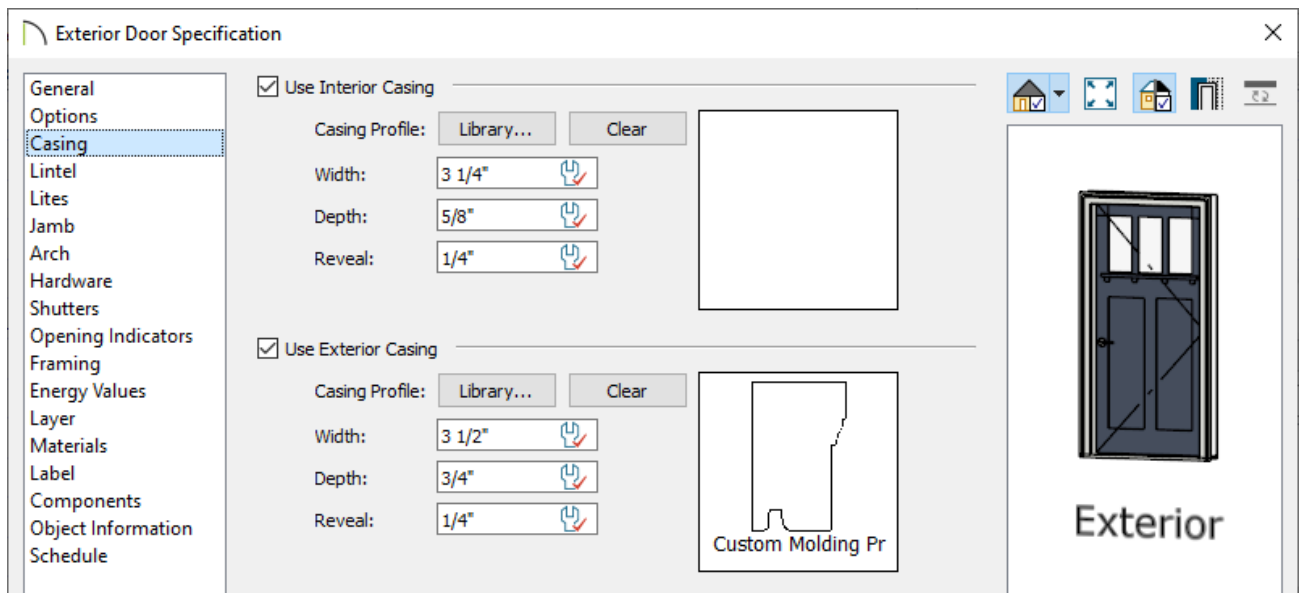 Exterior Door Specification
General
Options
Casing
Lintel
Lites
Jamb
Arch
Hardware
Shutters
Opening Indicators
Framing
Energy Values
Layer
Materials
Label
Components
Object Information
Schedule
Use Interior Casing
Casing Profile: Library... Clear
Width: 3 1/4"
Depth: 5/8"
Reveal: 1/4"
Use Exterior Casing
Casing Profile: Library... Clear
Width: 3 1/2"
Depth: 3/4"
Reveal: 1/4"
Custom Molding Pr
Exterior